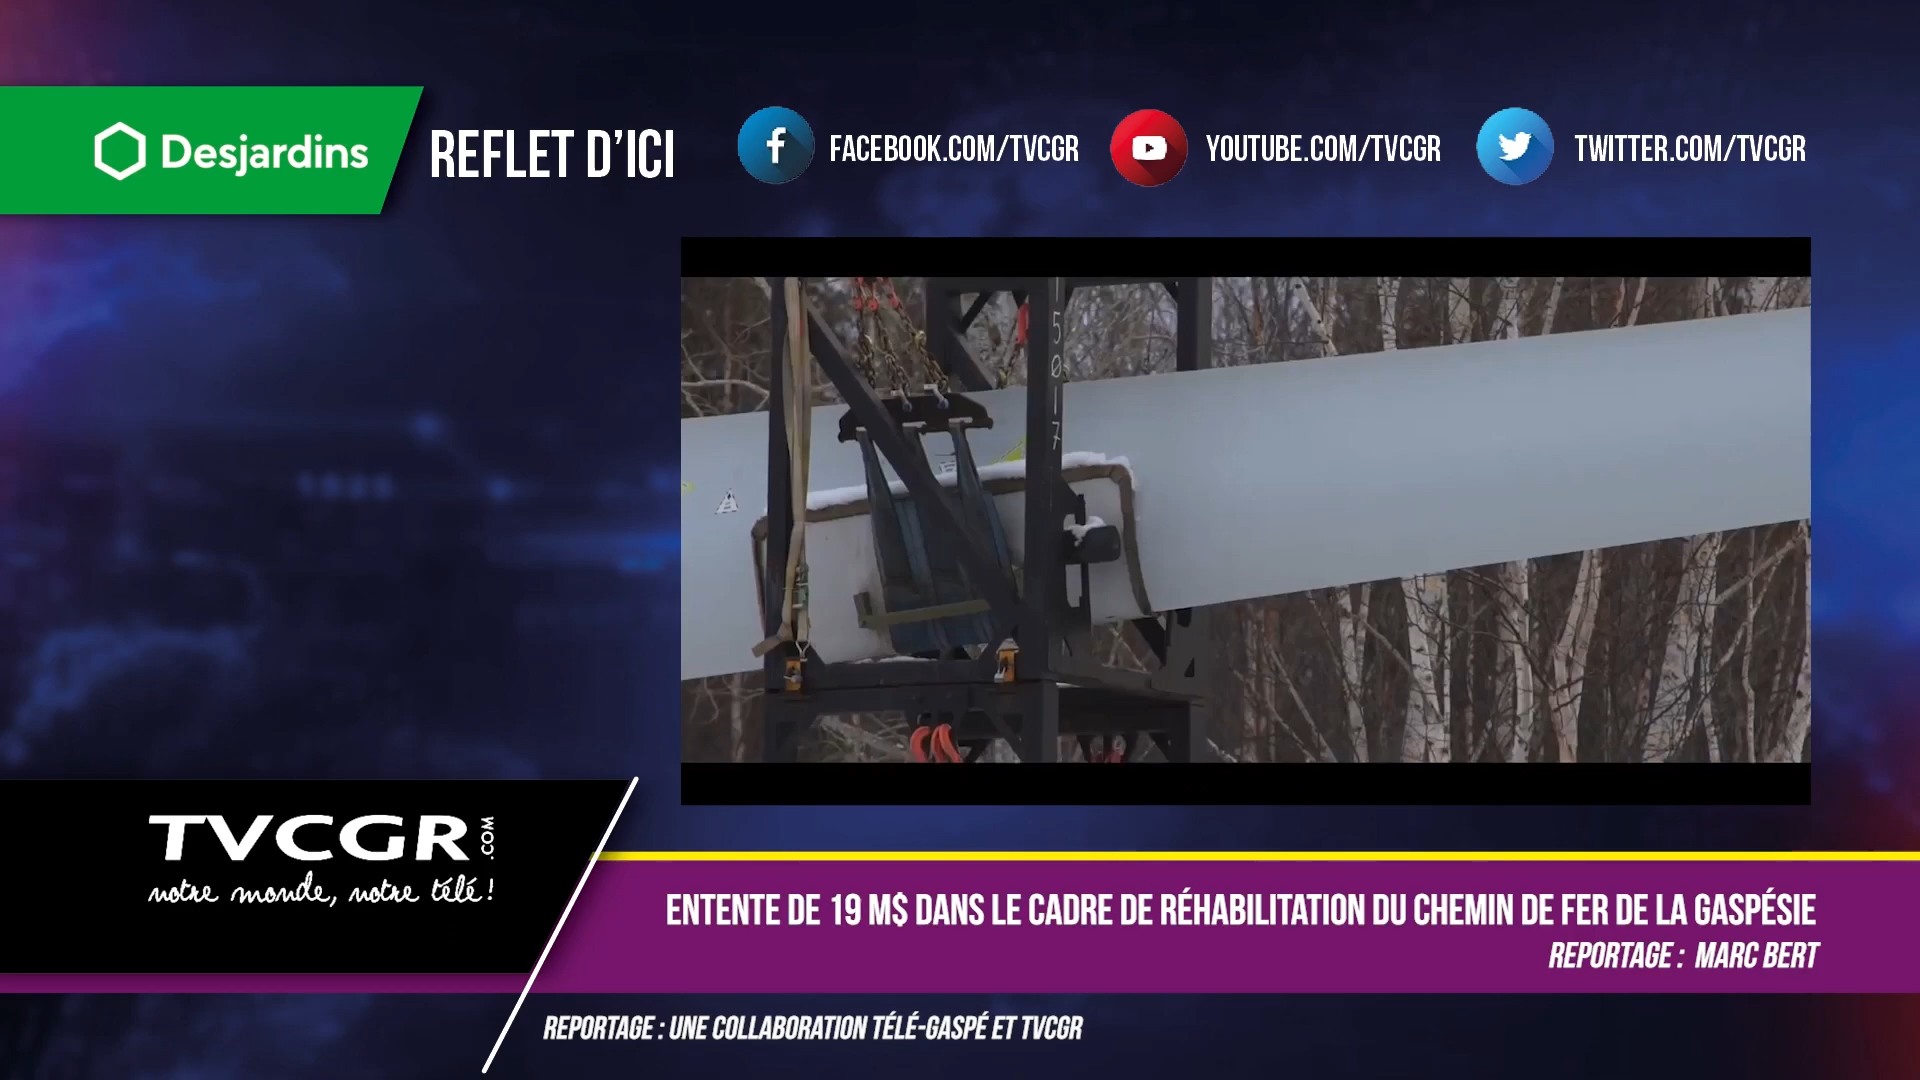 Desjardins
REFLET D'ICI
FACEBOOK.COM/TVCGR
YOUTUBE.COM/TVCGR
TWITTER.COM/TVCGR
15017
TVCGR.COM
notre monde, notre télé!
ENTENTE DE 19 M$ DANS LE CADRE DE RÉHABILITATION DU CHEMIN DE FER DE LA GASPÉSIE
REPORTAGE : MARC BERT
REPORTAGE : UNE COLLABORATION TÉLÉ-GASPÉ ET TVCGR